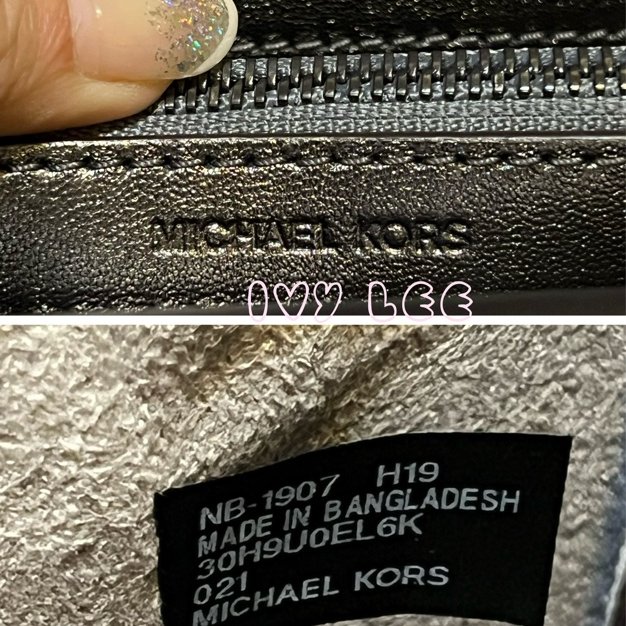 MICHAEL KORS
IVY LEE
NB-1907 H19
MADE IN BANGLADESH
30H9U0EL6K
021
MICHAEL KORS